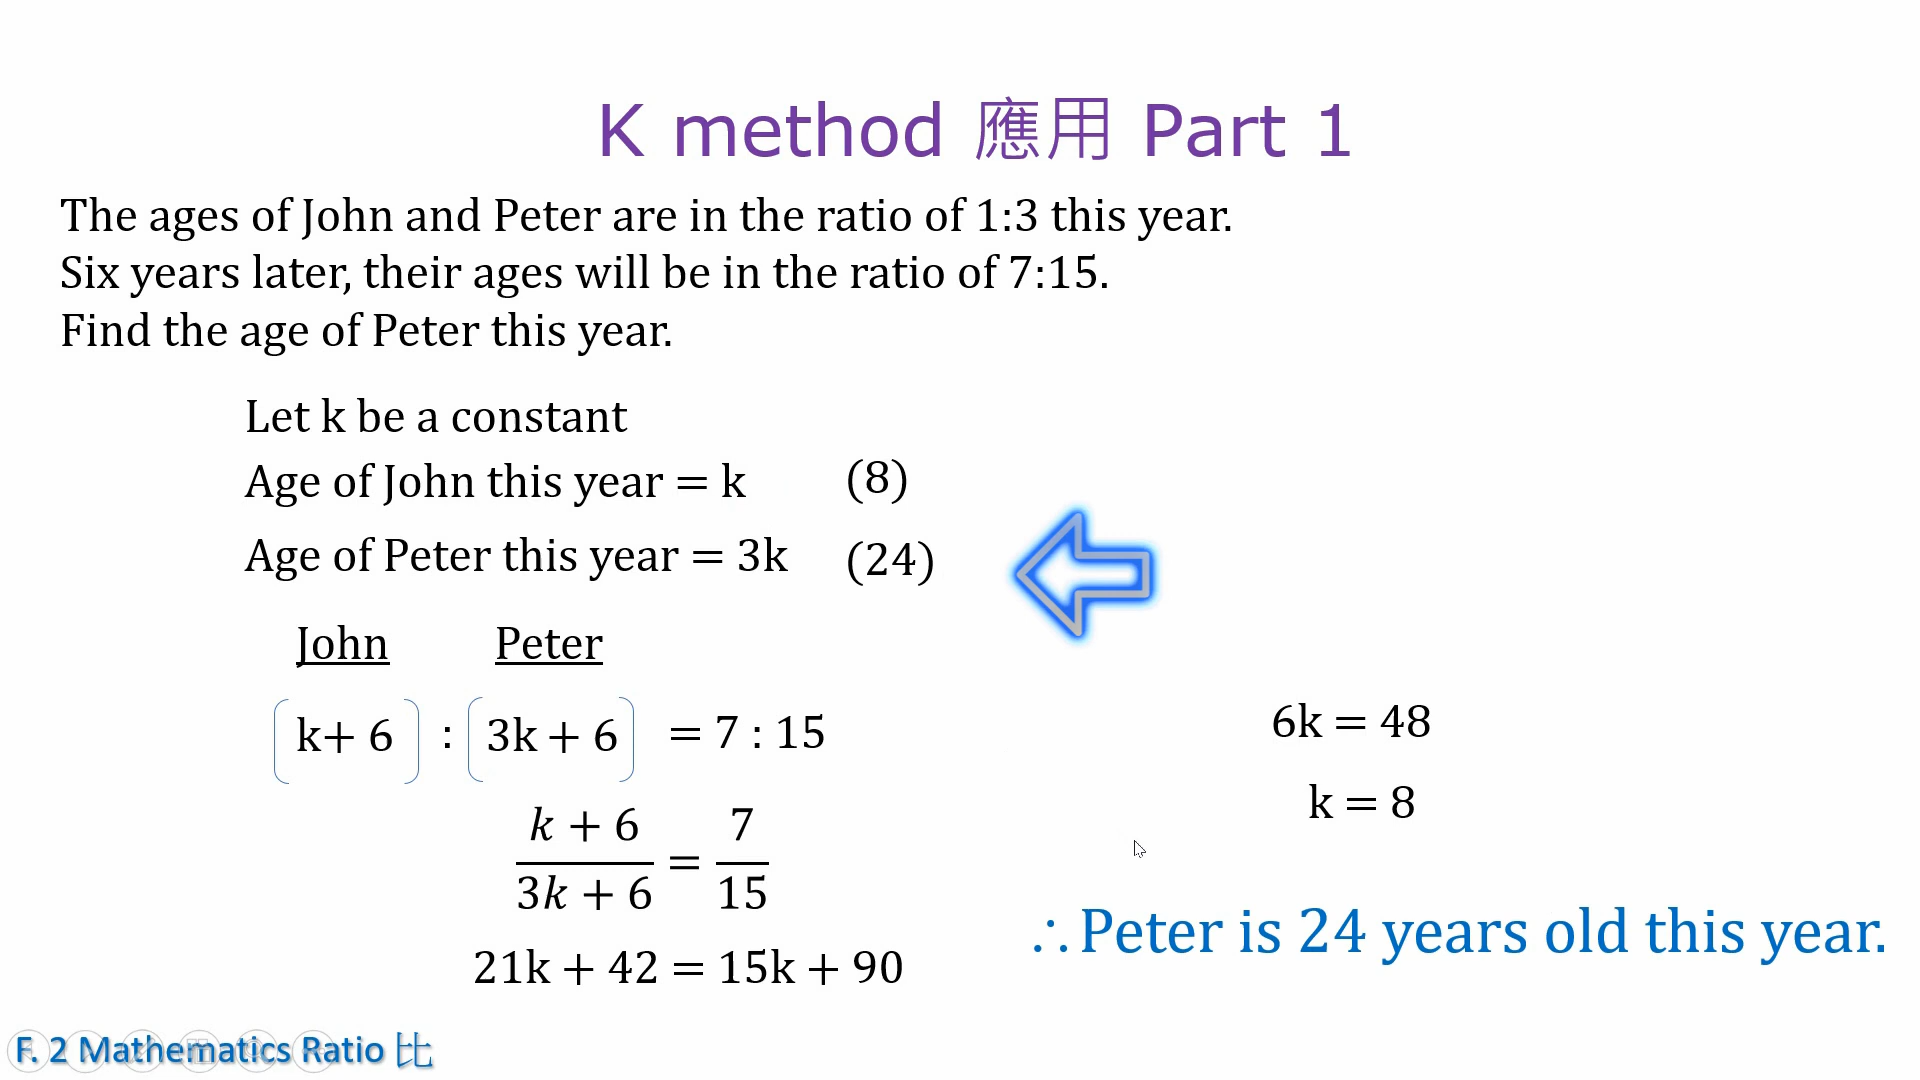 K method 應用 Part 1
The ages of John and Peter are in the ratio of 1:3 this year.
Six years later, their ages will be in the ratio of 7:15.
Find the age of Peter this year.
Let k be a constant
Age of John this year = k (8)
Age of Peter this year = 3k (24)
John Peter
k+ 6 : 3k + 6 = 7 : 15
k + 6 / 3k + 6 = 7 / 15
21k + 42 = 15k + 90
6k = 48
k = 8
∴ Peter is 24 years old this year.
F. 2 Mathematics Ratio 比